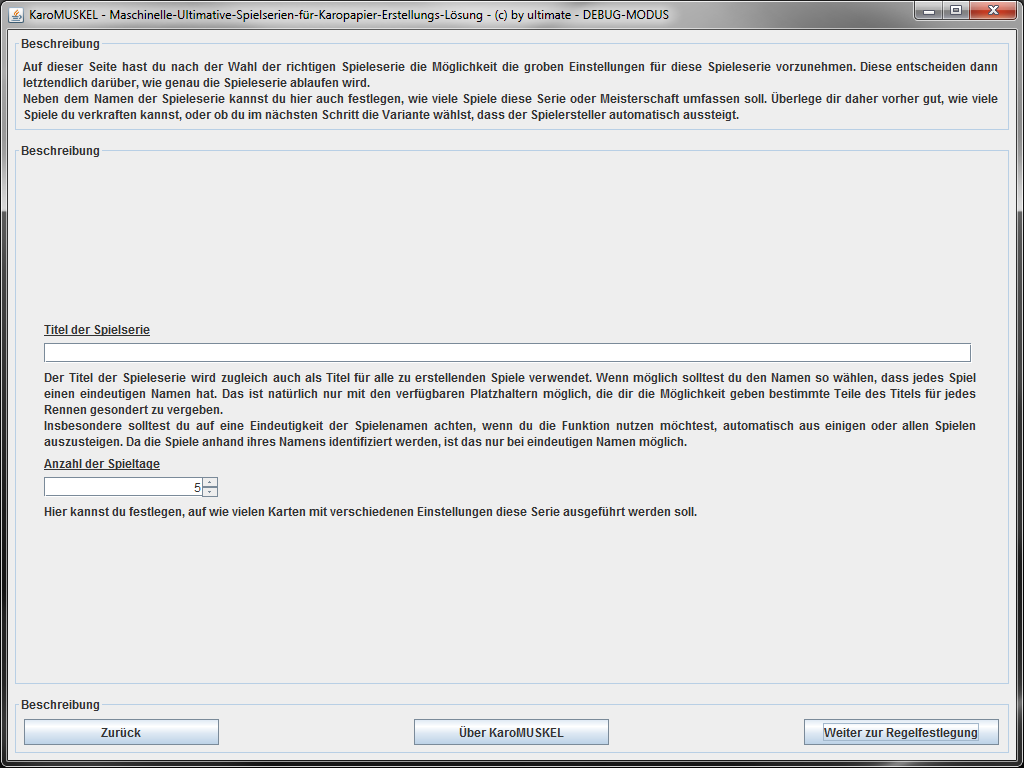 KaroMUSKEL - Maschinelle-Ultimative-Spielserien-für-Karopapier-Erstellungs-Lösung - (c) by ultimate - DEBUG-MODUS
Beschreibung
Auf dieser Seite hast du nach der Wahl der richtigen Spieleserie die Möglichkeit die groben Einstellungen für diese Spieleserie vorzunehmen. Diese entscheiden dann
letztendlich darüber, wie genau die Spieleserie ablaufen wird.
Neben dem Namen der Spieleserie kannst du hier auch festlegen, wie viele Spiele diese Serie oder Meisterschaft umfassen soll. Überlege dir daher vorher gut, wie viele
Spiele du verkraften kannst, oder ob du im nächsten Schritt die Variante wählst, dass der Spielersteller automatisch aussteigt.
Beschreibung
Titel der Spielserie
Der Titel der Spieleserie wird zugleich auch als Titel für alle zu erstellenden Spiele verwendet. Wenn möglich solltest du den Namen so wählen, dass jedes Spiel
einen eindeutigen Namen hat. Das ist natürlich nur mit den verfügbaren Platzhaltern möglich, die dir die Möglichkeit geben bestimmte Teile des Titels für jedes
Rennen gesondert zu vergeben.
Insbesondere solltest du auf eine Eindeutigkeit der Spielenamen achten, wenn du die Funktion nutzen möchtest, automatisch aus einigen oder allen Spielen
auszusteigen. Da die Spiele anhand ihres Namens identifiziert werden, ist das nur bei eindeutigen Namen möglich.
Anzahl der Spieltage
5
Hier kannst du festlegen, auf wie vielen Karten mit verschiedenen Einstellungen diese Serie ausgeführt werden soll.
Beschreibung
Zurück
Über KaroMUSKEL
Weiter zur Regelfestlegung